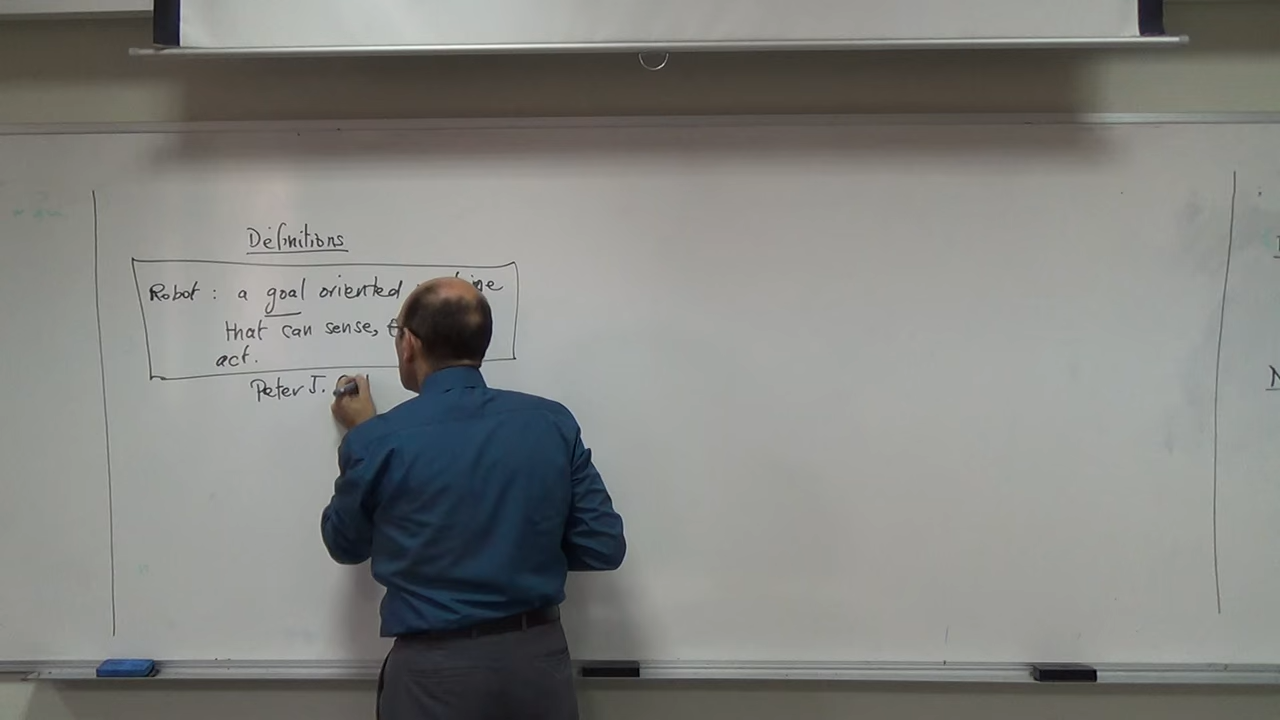 Definitions
Robot : a goal oriented
that can sense,
act.
Peter J.
N